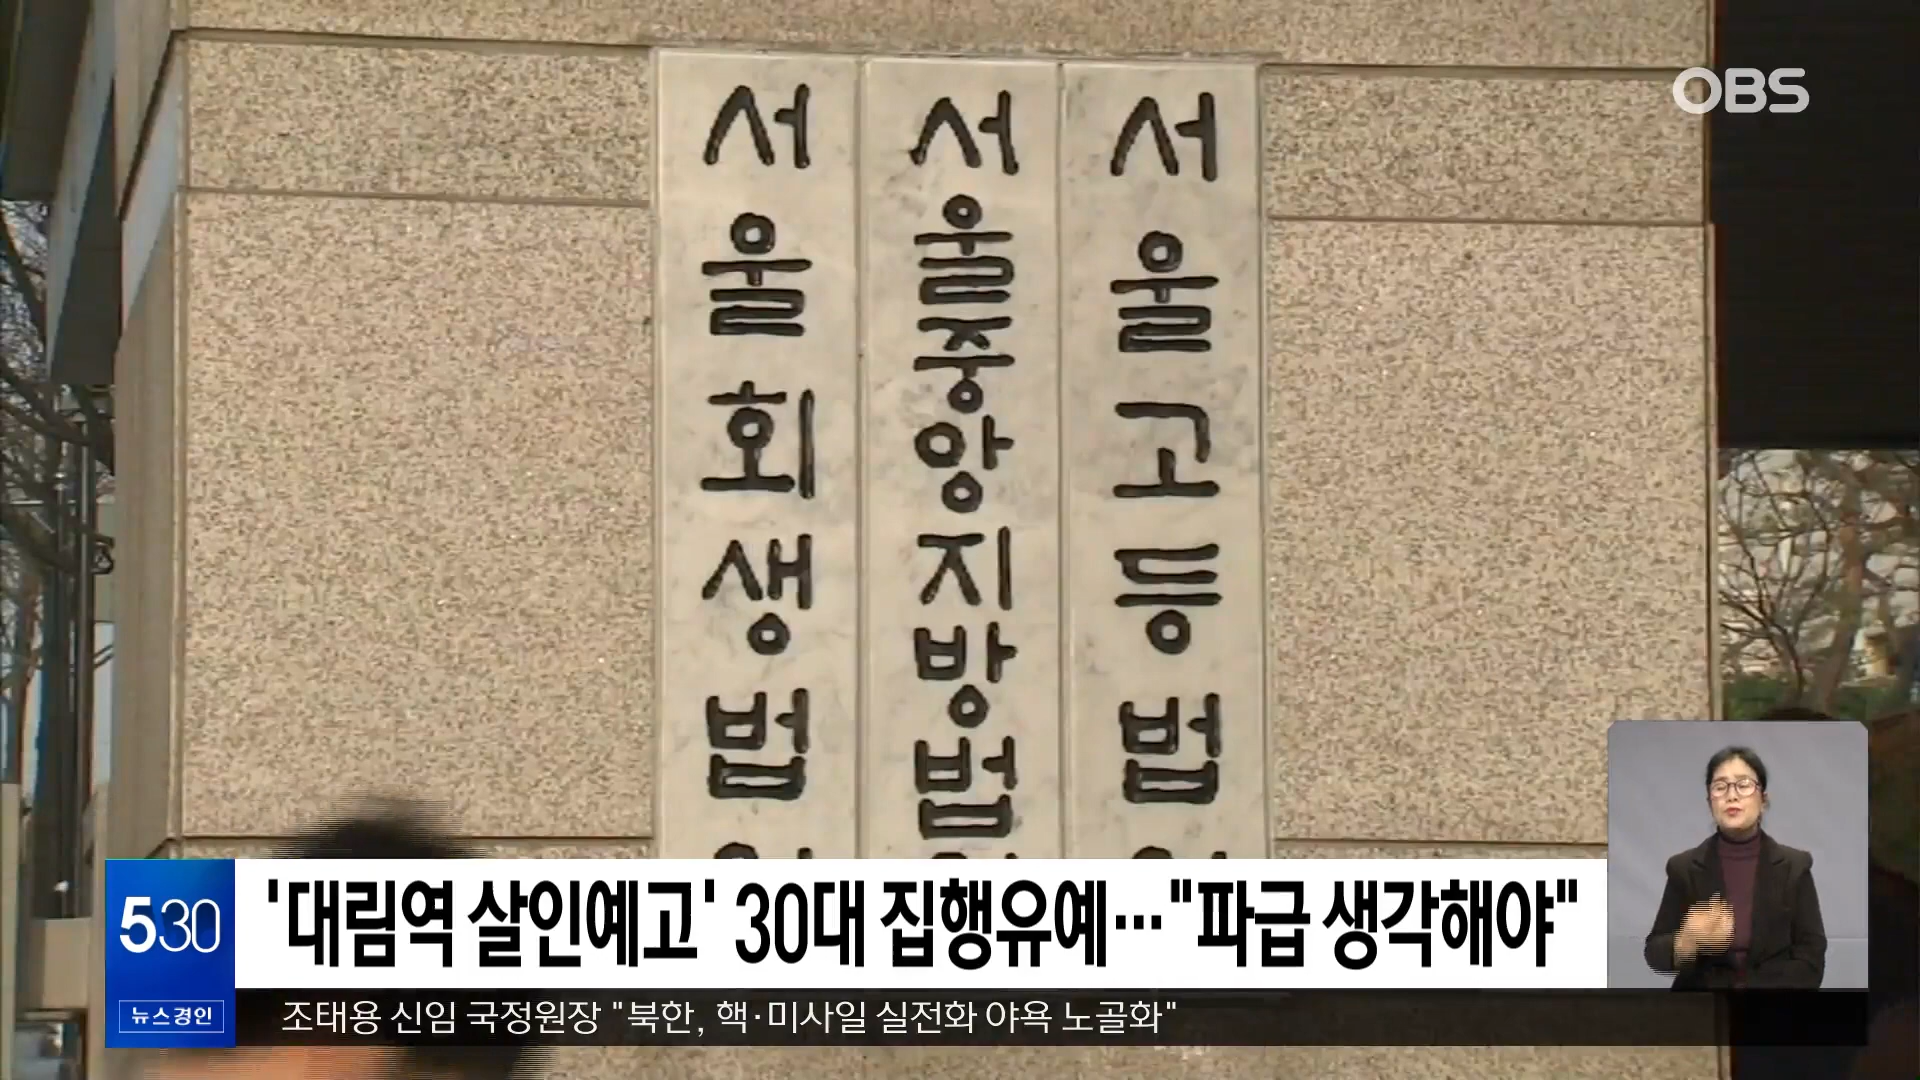 OBS
서울회생법
서울중앙지방법
서울고등법
530
뉴스경인
'대림역 살인예고' 30대 집행유예…"파급 생각해야"
조태용 신임 국정원장 "북한, 핵·미사일 실전화 야욕 노골화"